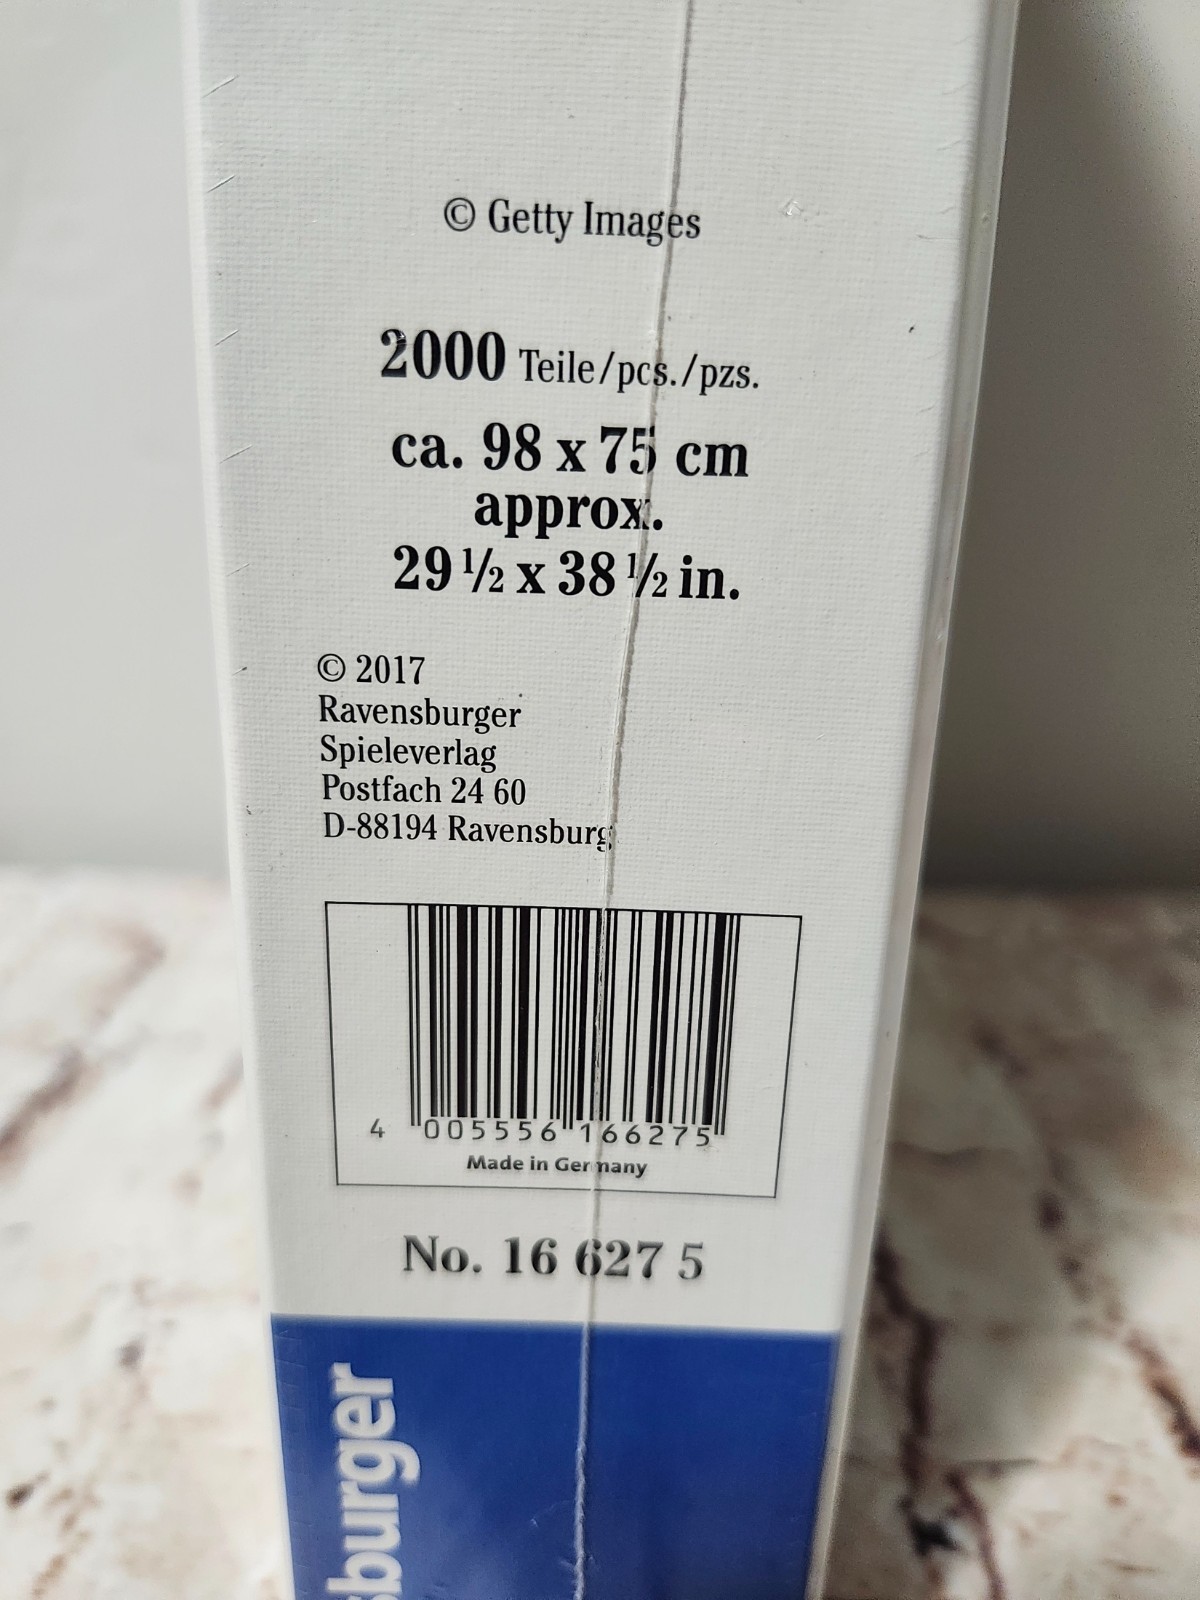 © Getty Images
2000 Teile/pcs./pzs.
ca. 98 x 75 cm
approx.
29 ½ x 38 ½ in.
© 2017
Ravensburger
Spieleverlag
Postfach 24 60
D-88194 Ravensburg
4 005556 166275
Made in Germany
No. 16 627 5
sburger